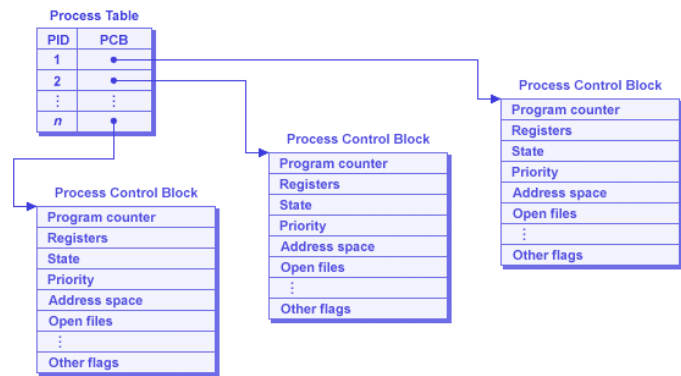 Process Table
PID PCB
1
2
⋮ ⋮
n
Process Control Block
Program counter
Registers
State
Priority
Address space
Open files
⋮
Other flags
Process Control Block
Program counter
Registers
State
Priority
Address space
Open files
⋮
Other flags
Process Control Block
Program counter
Registers
State
Priority
Address space
Open files
⋮
Other flags